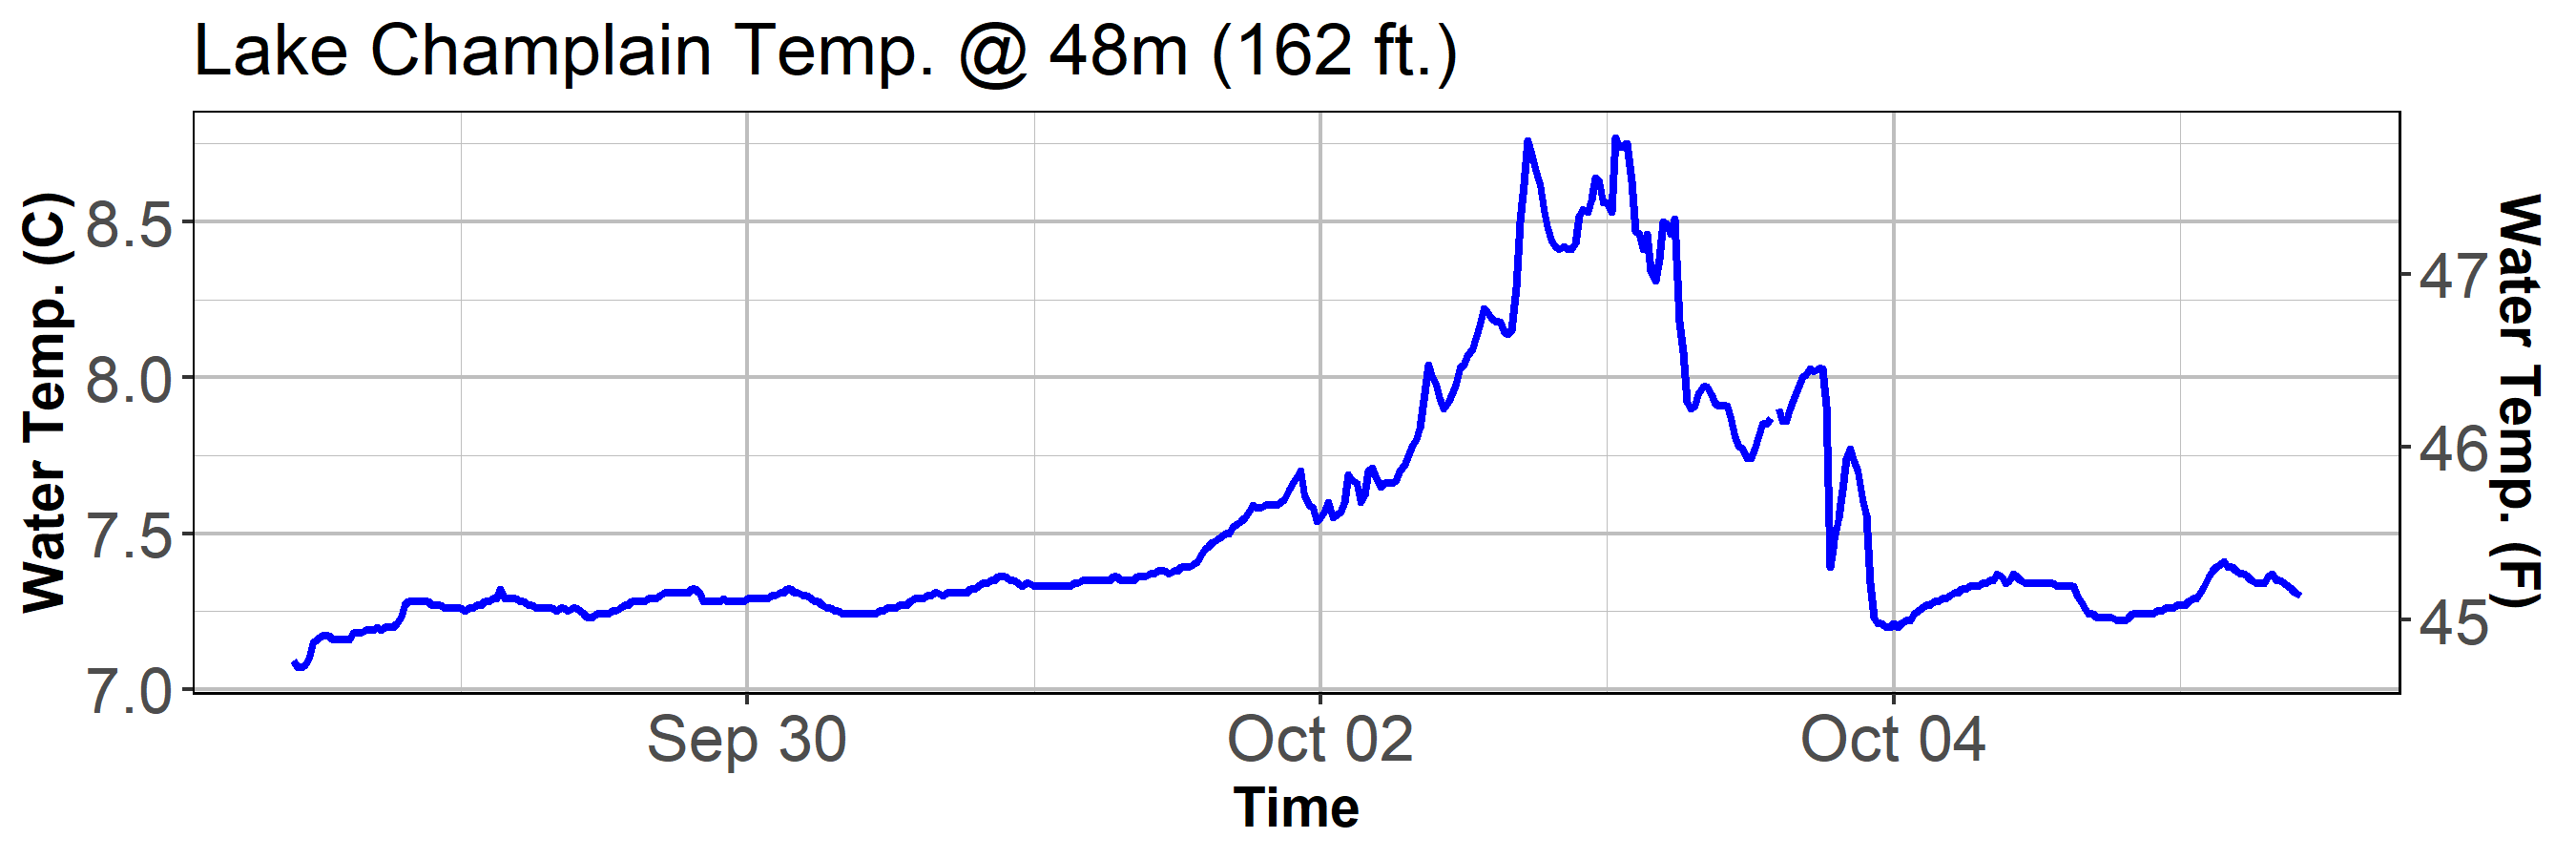 Lake Champlain Temp. @ 48m (162 ft.)
Water Temp. (C)
8.5
8.0
7.5
7.0
47
46
45
Water Temp. (F)
Sep 30
Oct 02
Oct 04
Time